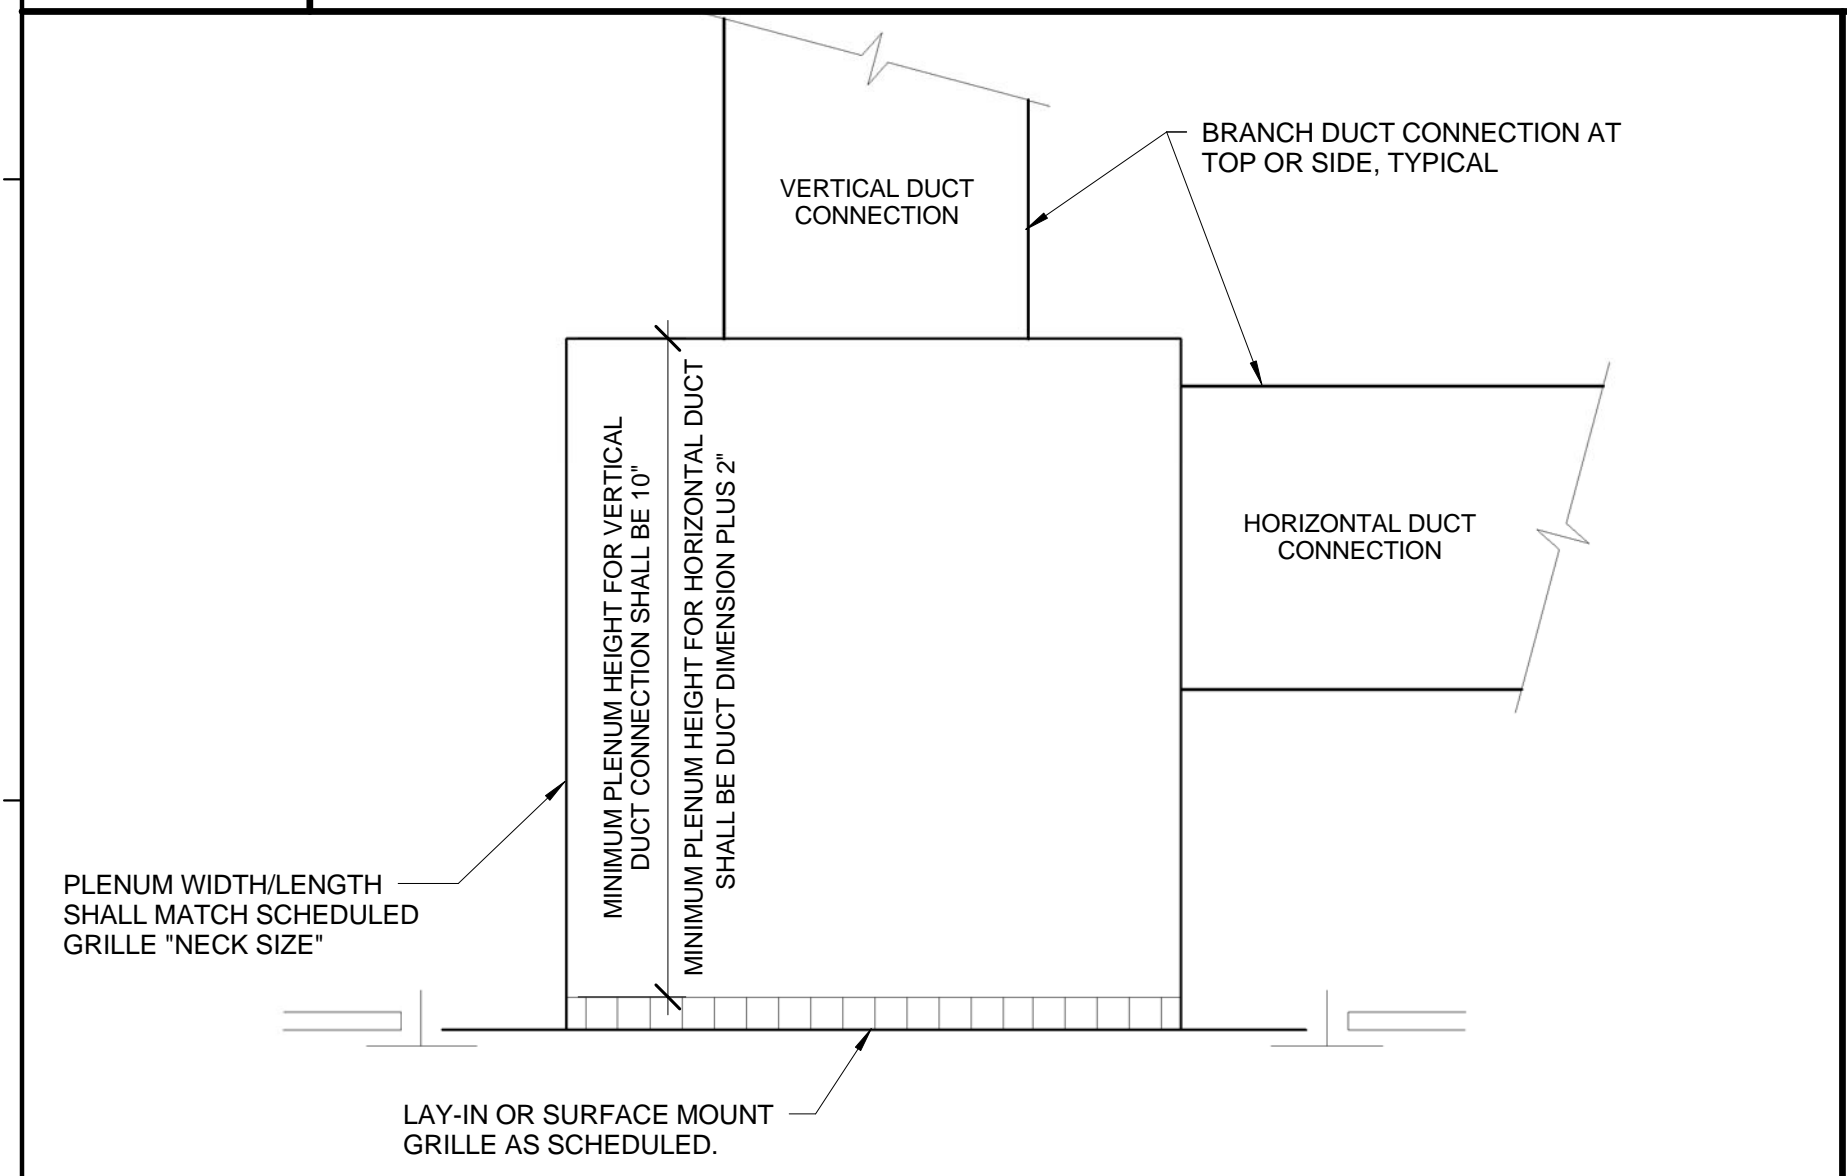 BRANCH DUCT CONNECTION AT
TOP OR SIDE, TYPICAL
VERTICAL DUCT
CONNECTION
HORIZONTAL DUCT
CONNECTION
MINIMUM PLENUM HEIGHT FOR VERTICAL
DUCT CONNECTION SHALL BE 10"
MINIMUM PLENUM HEIGHT FOR HORIZONTAL DUCT
SHALL BE DUCT DIMENSION PLUS 2"
PLENUM WIDTH/LENGTH
SHALL MATCH SCHEDULED
GRILLE "NECK SIZE"
LAY-IN OR SURFACE MOUNT
GRILLE AS SCHEDULED.